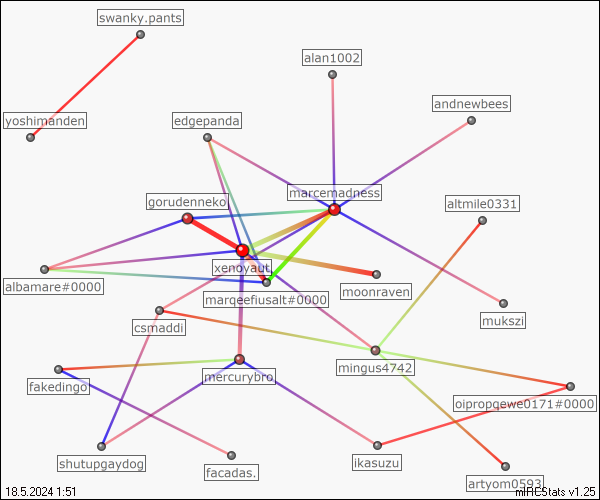 swanky.pants
alan1002
andnewbees
yoshimanden
edgepanda
marcemadness
gorudenneko
altmile0331
xenoyaut
albamare#0000
moonraven
marqeefiusalt#0000
mukszi
csmaddi
mingus4742
mercurybro
fakedingo
oipropqewe0171#0000
shutupgaydog
facadas.
ikasuzu
artyom0593
18.5.2024 1:51
mIRCStats v1.25